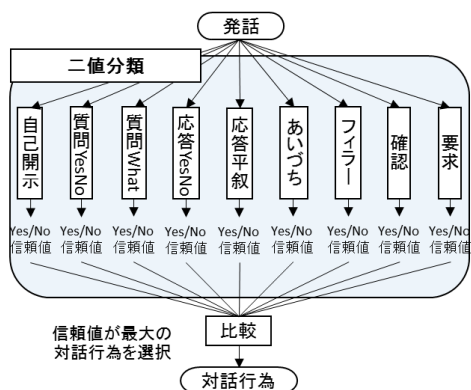 発話
二値分類
自己開示
質問YesNo
質問What
応答YesNo
応答平叙
あいづち
フィラー
確認
要求
Yes/No
信頼値
Yes/No
信頼値
Yes/No
信頼値
Yes/No
信頼値
Yes/No
信頼値
Yes/No
信頼値
Yes/No
信頼値
Yes/No
信頼値
Yes/No
信頼値
信頼値が最大の
対話行為を選択
比較
対話行為